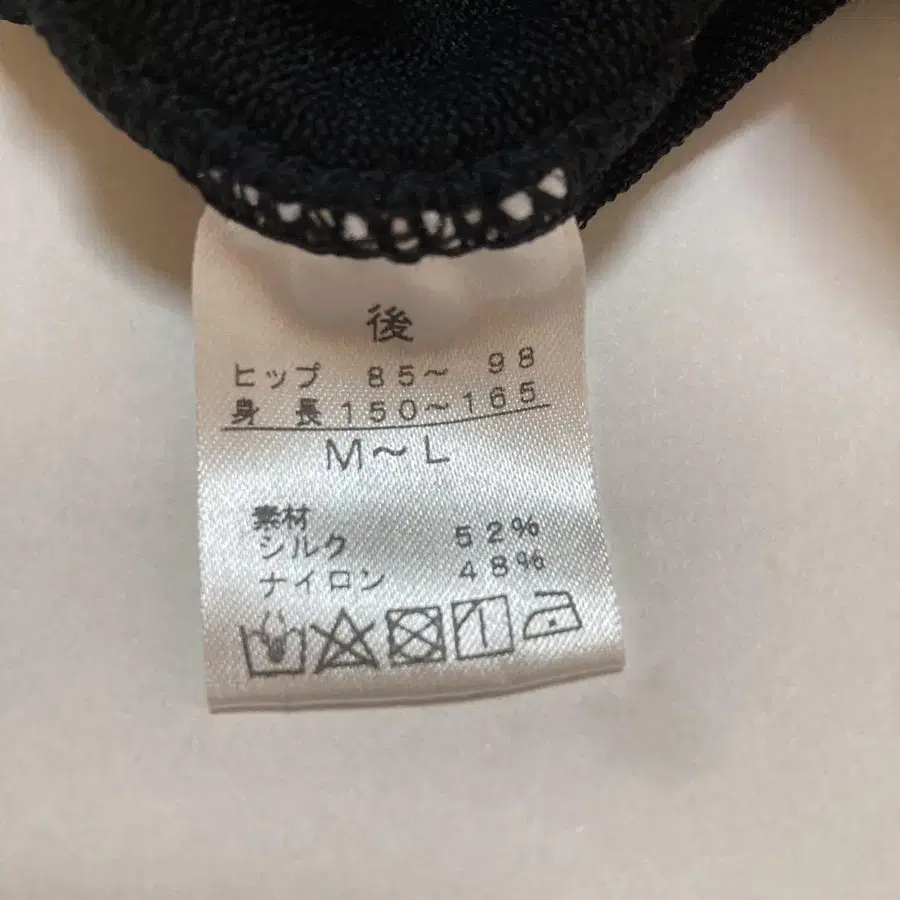 後
ヒップ 85～ 98
身 長150～165
M～L
素材
シルク 52%
ナイロン 48%